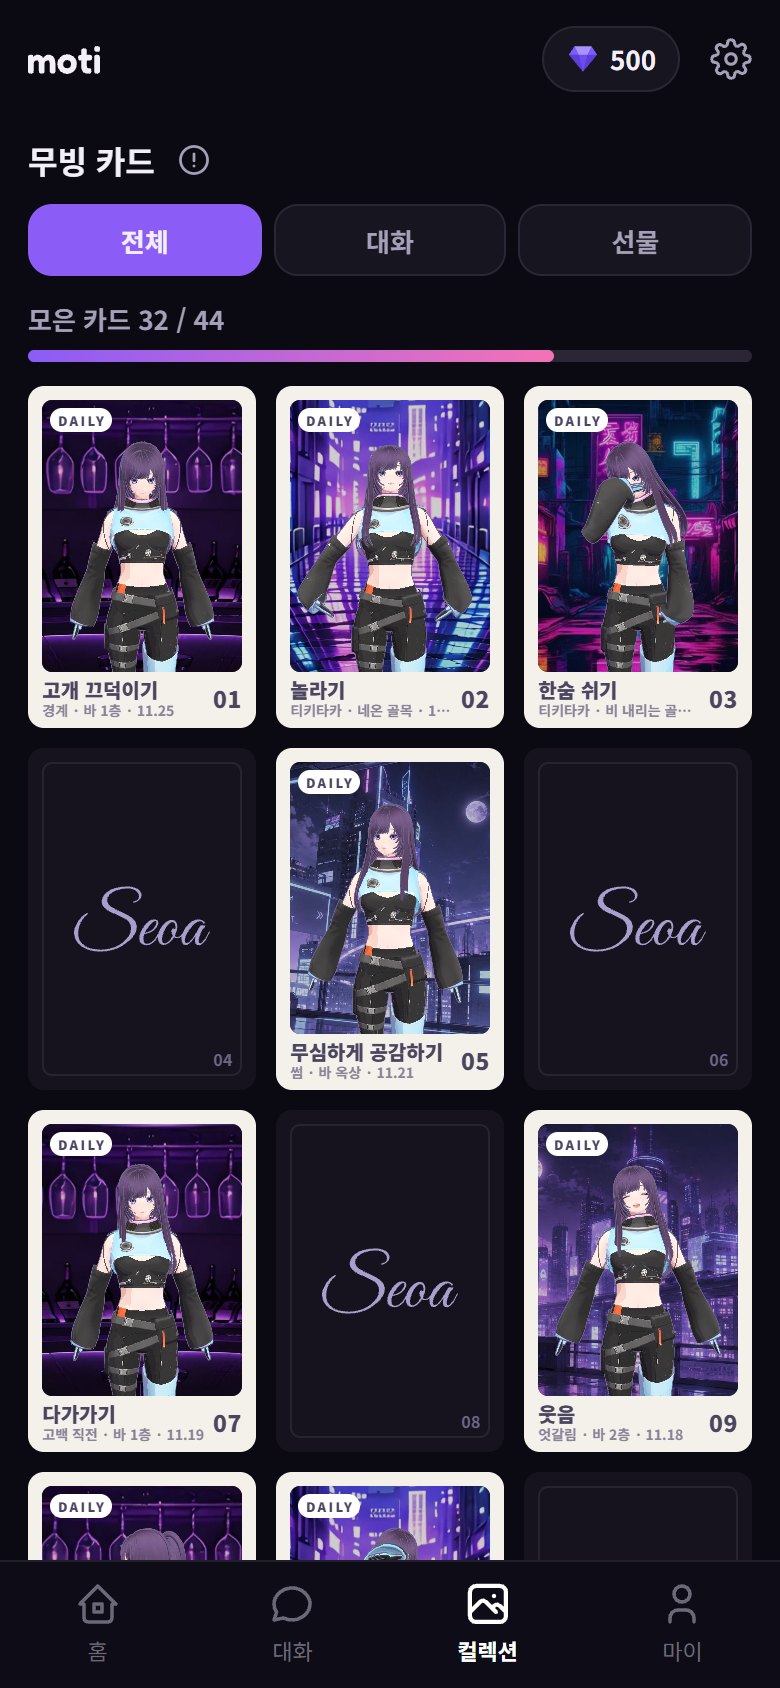 moti
500
무빙 카드
전체
대화
선물
모은 카드 32 / 44
DAILY
고개 끄덕이기
경계 · 바 1층 · 11.25
01
DAILY
놀라기
티키타카 · 네온 골목 · 1…
02
DAILY
한숨 쉬기
티키타카 · 비 내리는 골…
03
Seoa
04
DAILY
무심하게 공감하기
썸 · 바 옥상 · 11.21
05
Seoa
06
DAILY
다가가기
고백 직전 · 바 1층 · 11.19
07
Seoa
08
DAILY
웃음
엇갈림 · 바 2층 · 11.18
09
DAILY
DAILY
홈
대화
컬렉션
마이